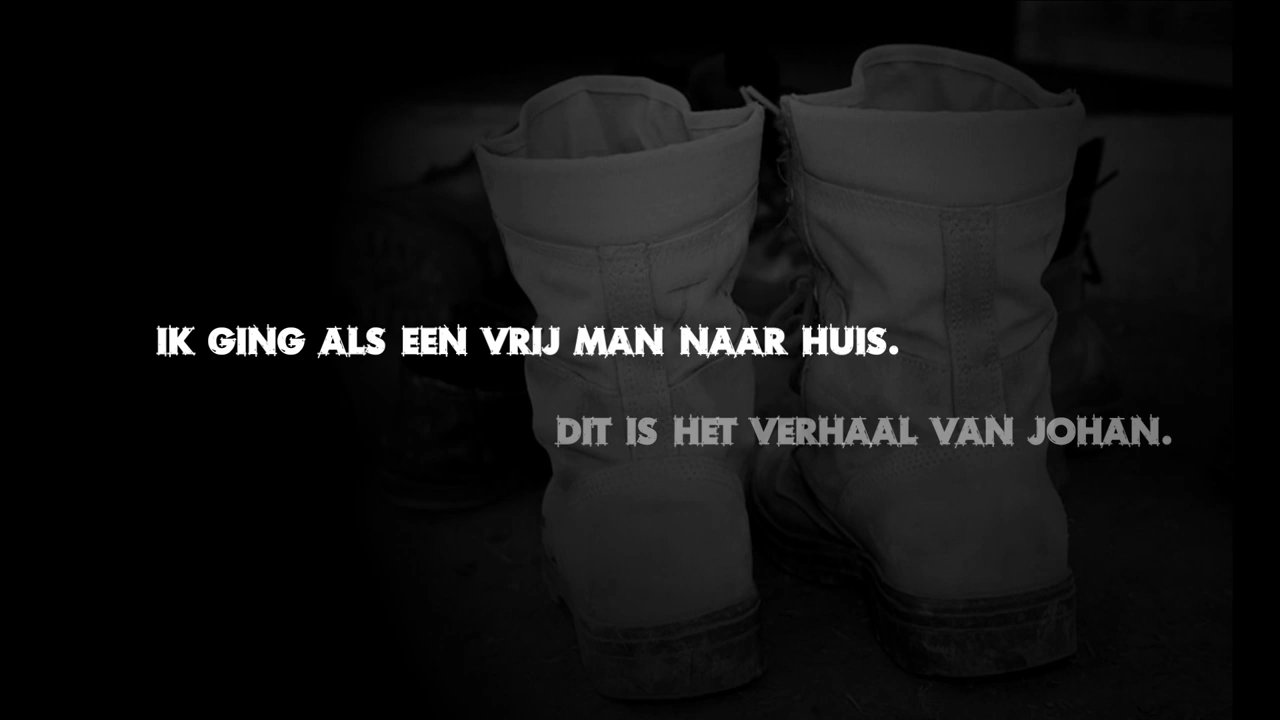 IK GING ALS EEN VRIJ MAN NAAR HUIS.
DIT IS HET VERHAAL VAN JOHAN.